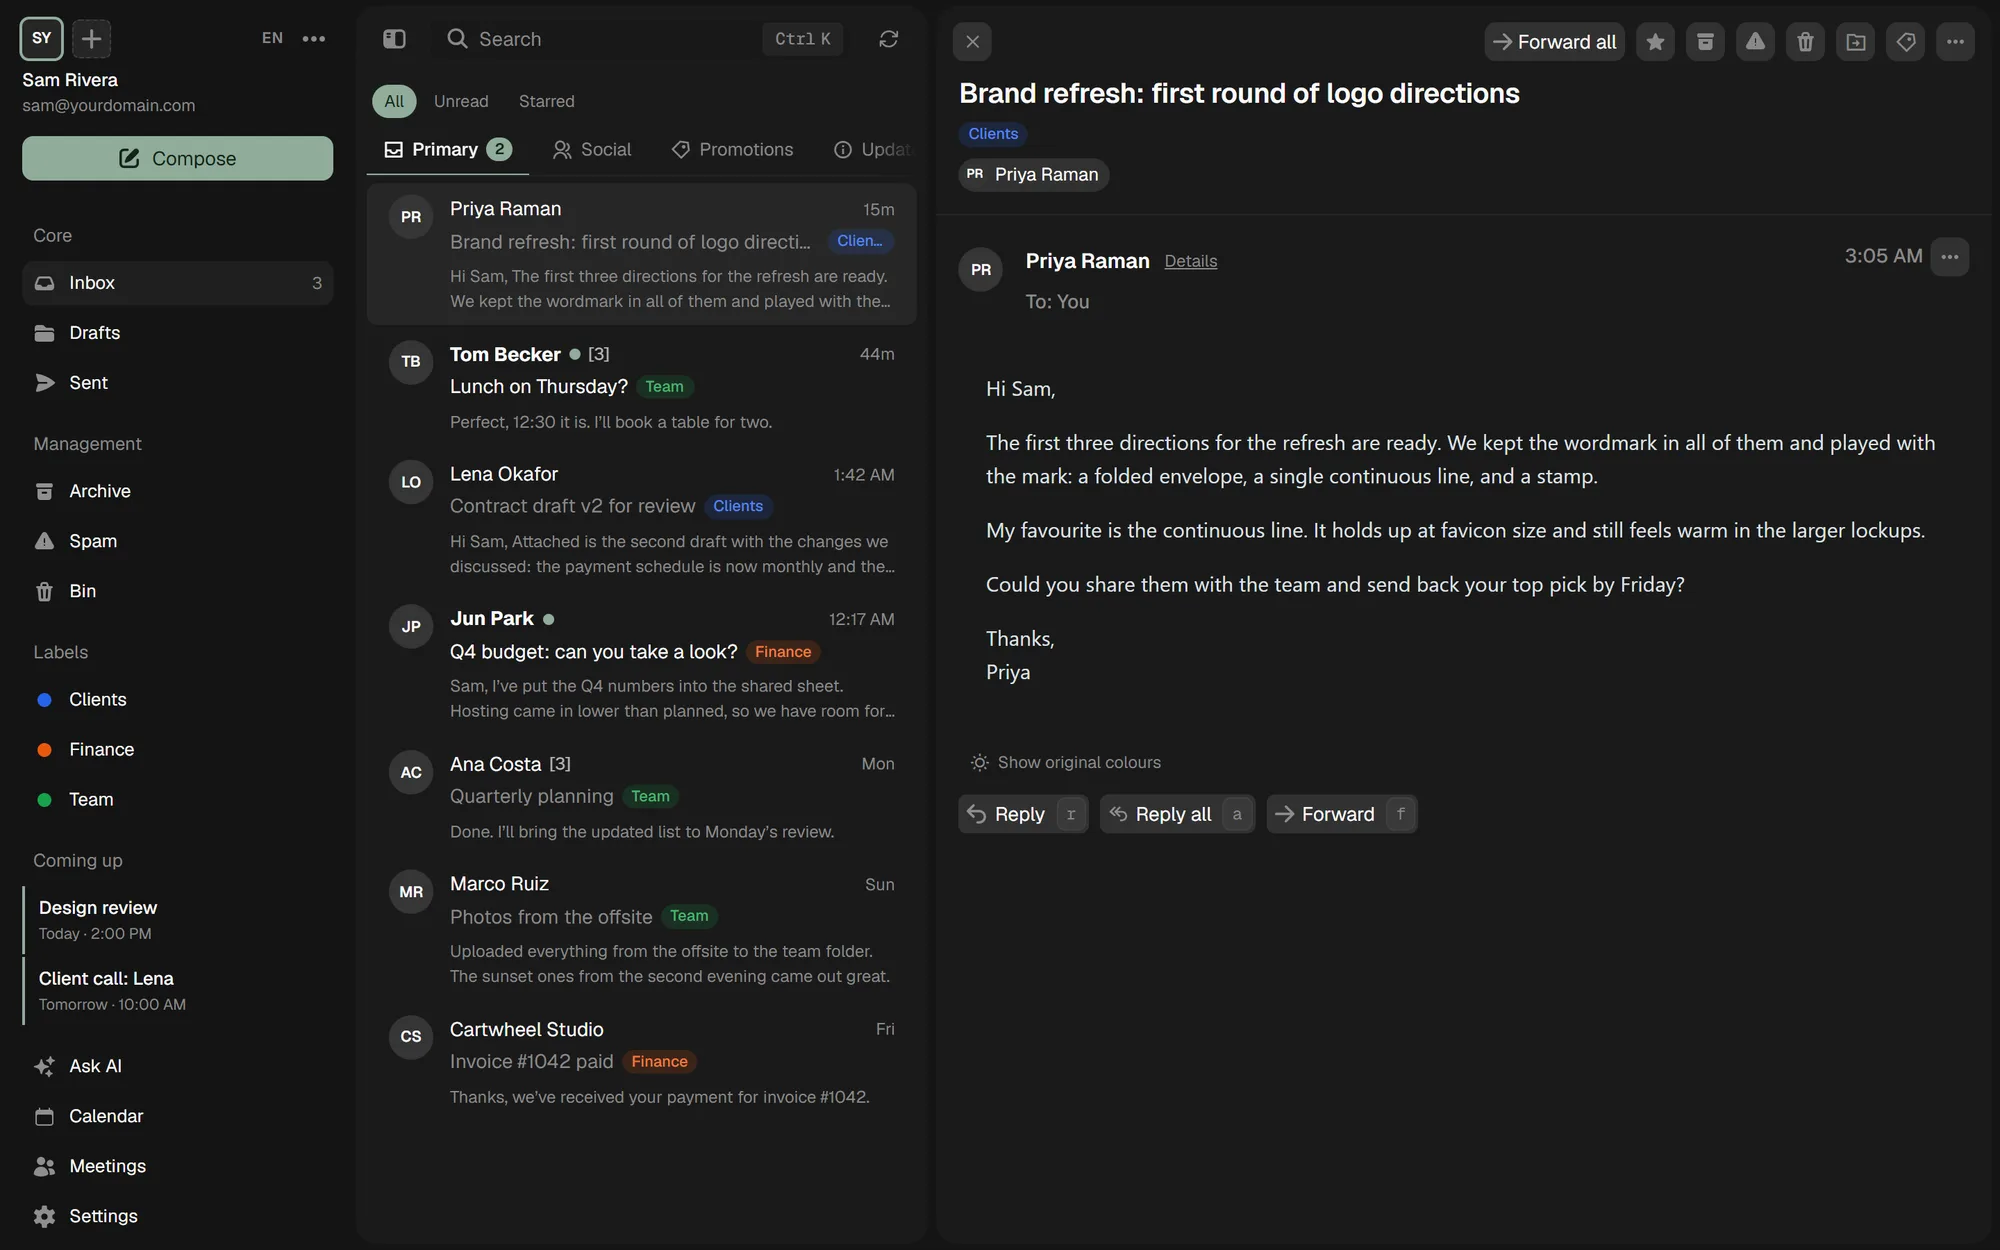 SY
EN
Sam Rivera
sam@yourdomain.com
Compose
Core
Inbox 3
Drafts
Sent
Management
Archive
Spam
Bin
Labels
Clients
Finance
Team
Coming up
Design review
Today · 2:00 PM
Client call: Lena
Tomorrow · 10:00 AM
Ask AI
Calendar
Meetings
Settings
Search Ctrl K
All Unread Starred
Primary 2 Social Promotions Updat
PR Priya Raman 15m
Brand refresh: first round of logo directi... Clien...
Hi Sam, The first three directions for the refresh are ready.
We kept the wordmark in all of them and played with the...
TB Tom Becker [3] 44m
Lunch on Thursday? Team
Perfect, 12:30 it is. I'll book a table for two.
LO Lena Okafor 1:42 AM
Contract draft v2 for review Clients
Hi Sam, Attached is the second draft with the changes we
discussed: the payment schedule is now monthly and the...
JP Jun Park 12:17 AM
Q4 budget: can you take a look? Finance
Sam, I've put the Q4 numbers into the shared sheet.
Hosting came in lower than planned, so we have room for...
AC Ana Costa [3] Mon
Quarterly planning Team
Done. I'll bring the updated list to Monday's review.
MR Marco Ruiz Sun
Photos from the offsite Team
Uploaded everything from the offsite to the team folder.
The sunset ones from the second evening came out great.
CS Cartwheel Studio Fri
Invoice #1042 paid Finance
Thanks, we've received your payment for invoice #1042.
Forward all
Brand refresh: first round of logo directions
Clients
PR Priya Raman
PR Priya Raman Details 3:05 AM
To: You
Hi Sam,
The first three directions for the refresh are ready. We kept the wordmark in all of them and played with
the mark: a folded envelope, a single continuous line, and a stamp.
My favourite is the continuous line. It holds up at favicon size and still feels warm in the larger lockups.
Could you share them with the team and send back your top pick by Friday?
Thanks,
Priya
Show original colours
Reply r Reply all a Forward f